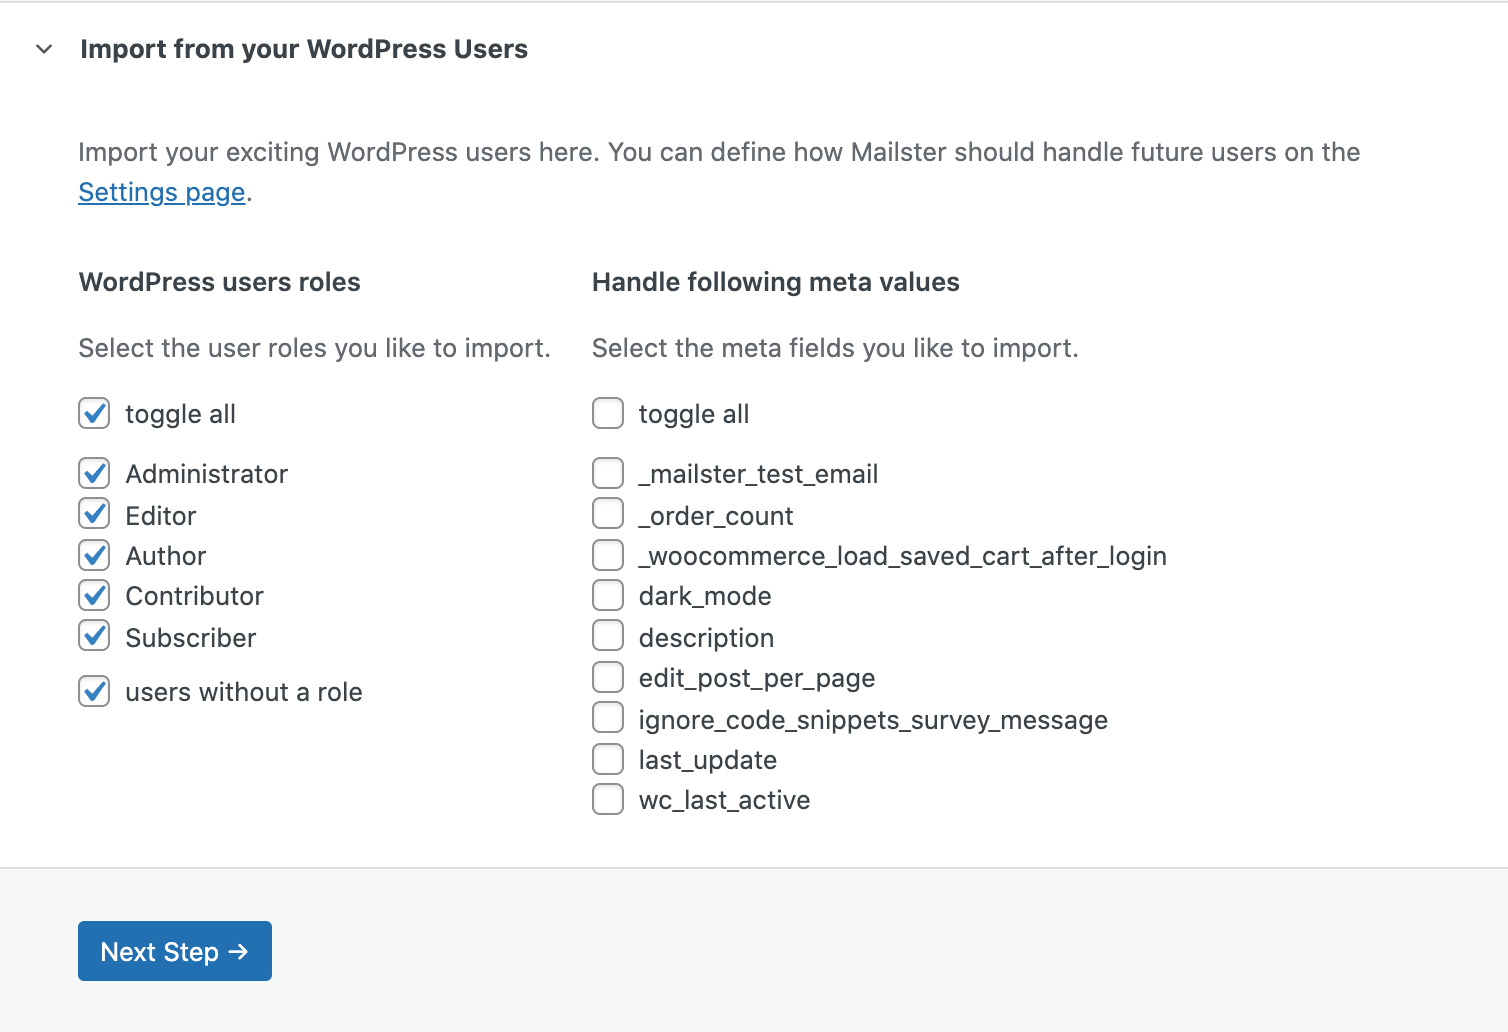 Import from your WordPress Users
Import your exciting WordPress users here. You can define how Mailster should handle future users on the
Settings page.
WordPress users roles
Select the user roles you like to import.
toggle all
Administrator
Editor
Author
Contributor
Subscriber
users without a role
Handle following meta values
Select the meta fields you like to import.
toggle all
_mailster_test_email
_order_count
_woocommerce_load_saved_cart_after_login
dark_mode
description
edit_post_per_page
ignore_code_snippets_survey_message
last_update
wc_last_active
Next Step →